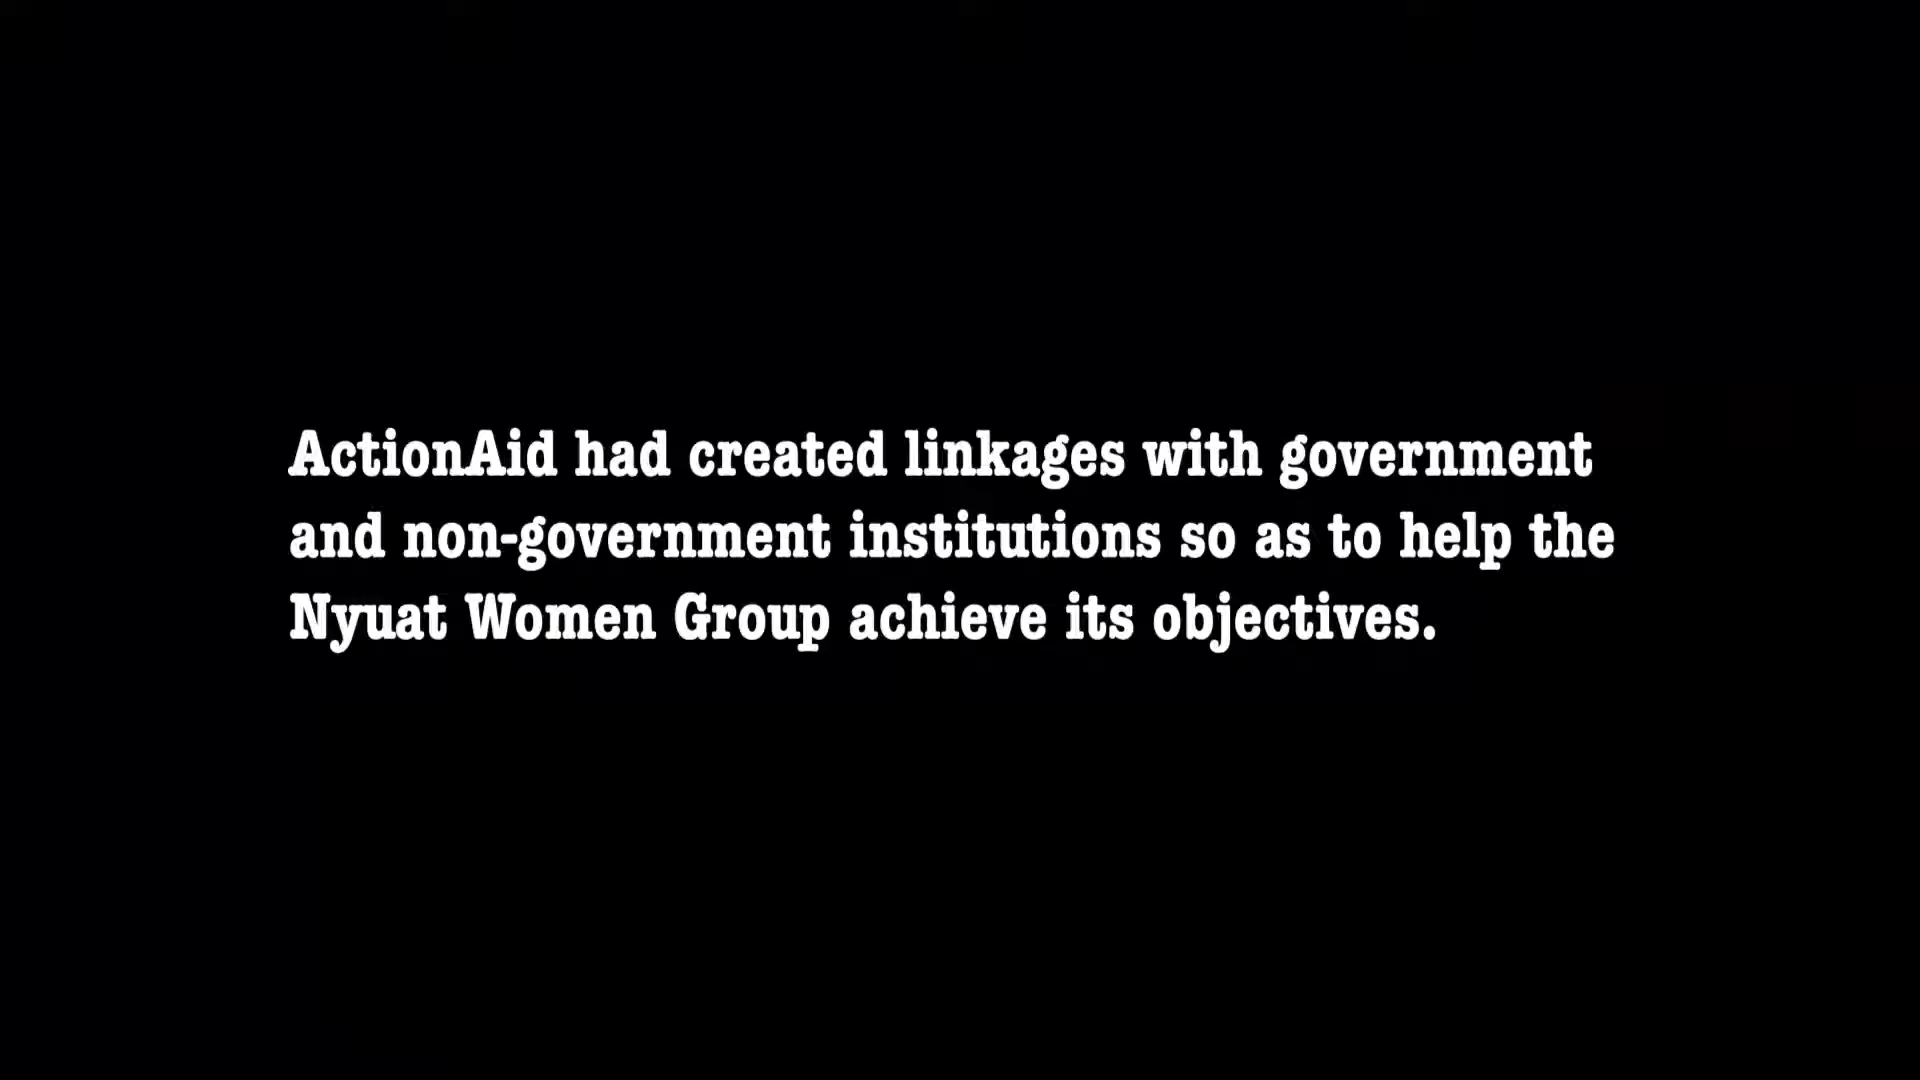 ActionAid had created linkages with government
and non-government institutions so as to help the
Nyuat Women Group achieve its objectives.